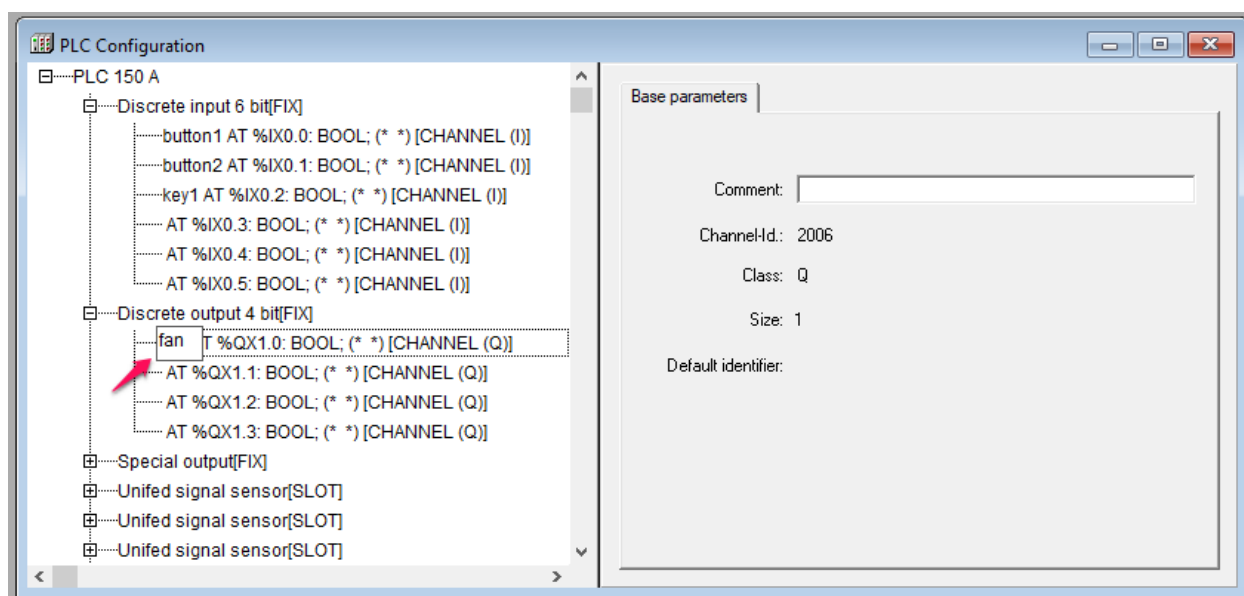 PLC Configuration
PLC 150 A
Discrete input 6 bit[FIX]
button1 AT %IX0.0: BOOL; (* *) [CHANNEL (I)]
button2 AT %IX0.1: BOOL; (* *) [CHANNEL (I)]
key1 AT %IX0.2: BOOL; (* *) [CHANNEL (I)]
AT %IX0.3: BOOL; (* *) [CHANNEL (I)]
AT %IX0.4: BOOL; (* *) [CHANNEL (I)]
AT %IX0.5: BOOL; (* *) [CHANNEL (I)]
Discrete output 4 bit[FIX]
fan T %QX1.0: BOOL; (* *) [CHANNEL (Q)]
AT %QX1.1: BOOL; (* *) [CHANNEL (Q)]
AT %QX1.2: BOOL; (* *) [CHANNEL (Q)]
AT %QX1.3: BOOL; (* *) [CHANNEL (Q)]
Special output[FIX]
Unifed signal sensor[SLOT]
Unifed signal sensor[SLOT]
Unifed signal sensor[SLOT]
Base parameters
Comment:
Channel-Id.: 2006
Class: Q
Size: 1
Default identifier: